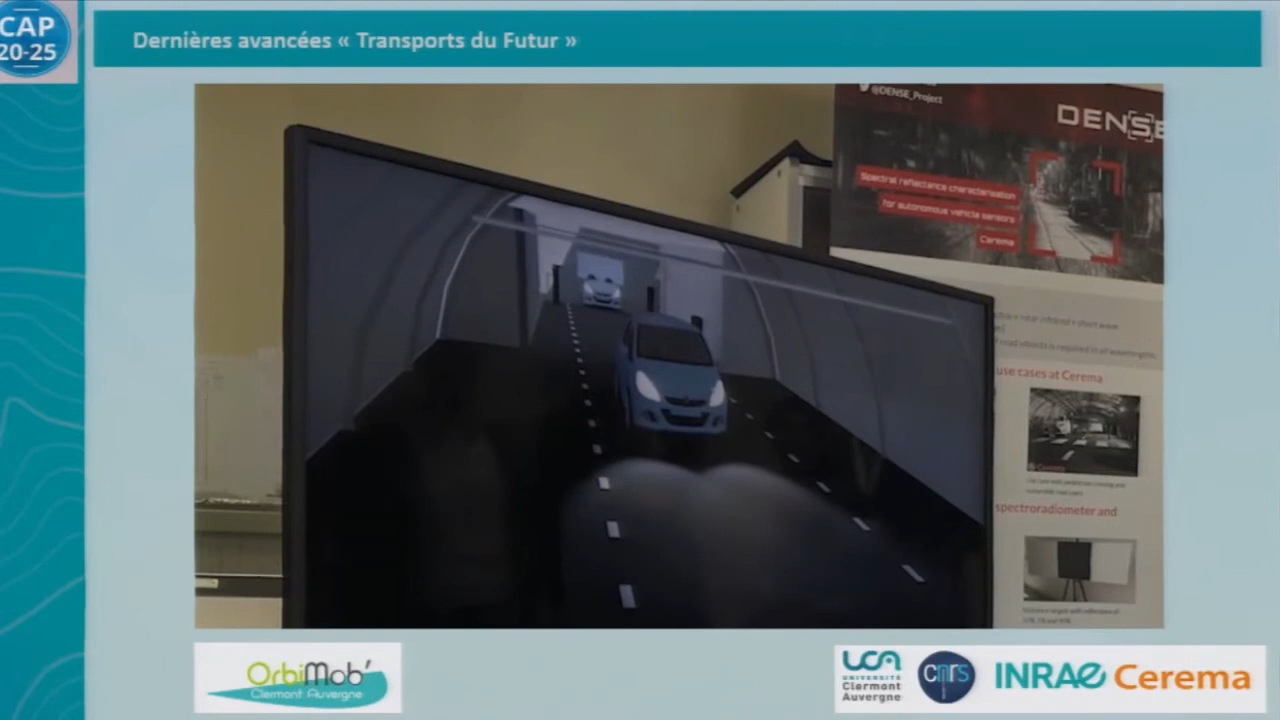 CAP
20-25
Dernières avancées « Transports du Futur »
@DENSE_Project
DENSE
Spectral reflectance characterisation
for autonomous vehicle sensors
Cerema
use cases at Cerema
Cerema
spectroradiometer and
OrbiMob'
Clermont Auvergne
UCA
UNIVERSITÉ
Clermont
Auvergne
cnrs
INRAE
Cerema